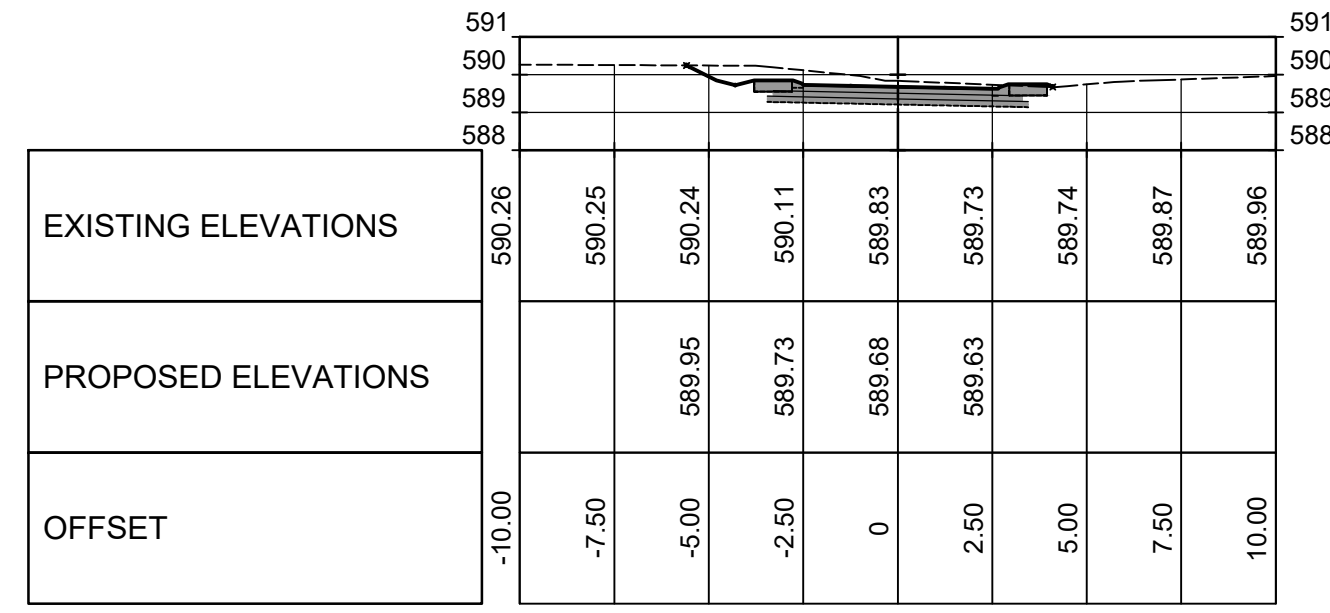 591 591
590 590
589 589
588 588
EXISTING ELEVATIONS 590.26 590.25 590.24 590.11 589.83 589.73 589.74 589.87 589.96
PROPOSED ELEVATIONS 589.95 589.73 589.68 589.63
OFFSET -10.00 -7.50 -5.00 -2.50 0 2.50 5.00 7.50 10.00